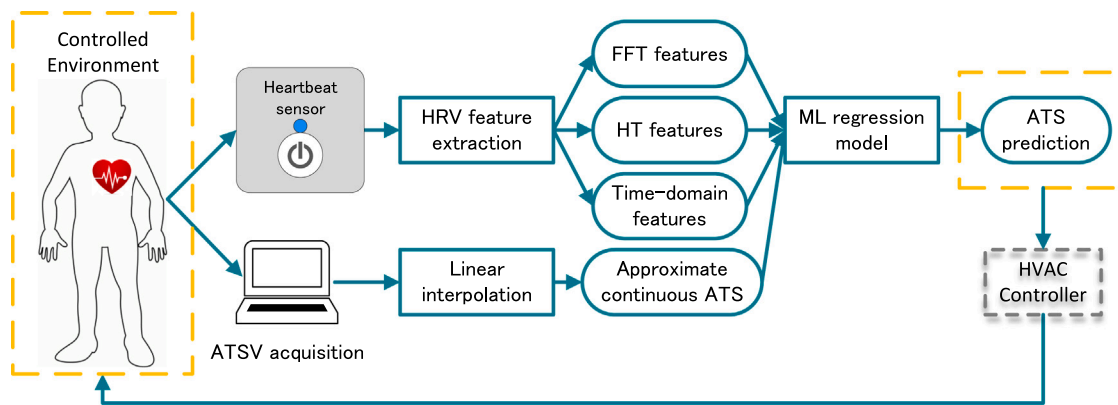 Controlled
Environment
Heartbeat
sensor
ATSV acquisition
HRV feature
extraction
Linear
interpolation
FFT features
HT features
Time-domain
features
Approximate
continuous ATS
ML regression
model
ATS
prediction
HVAC
Controller